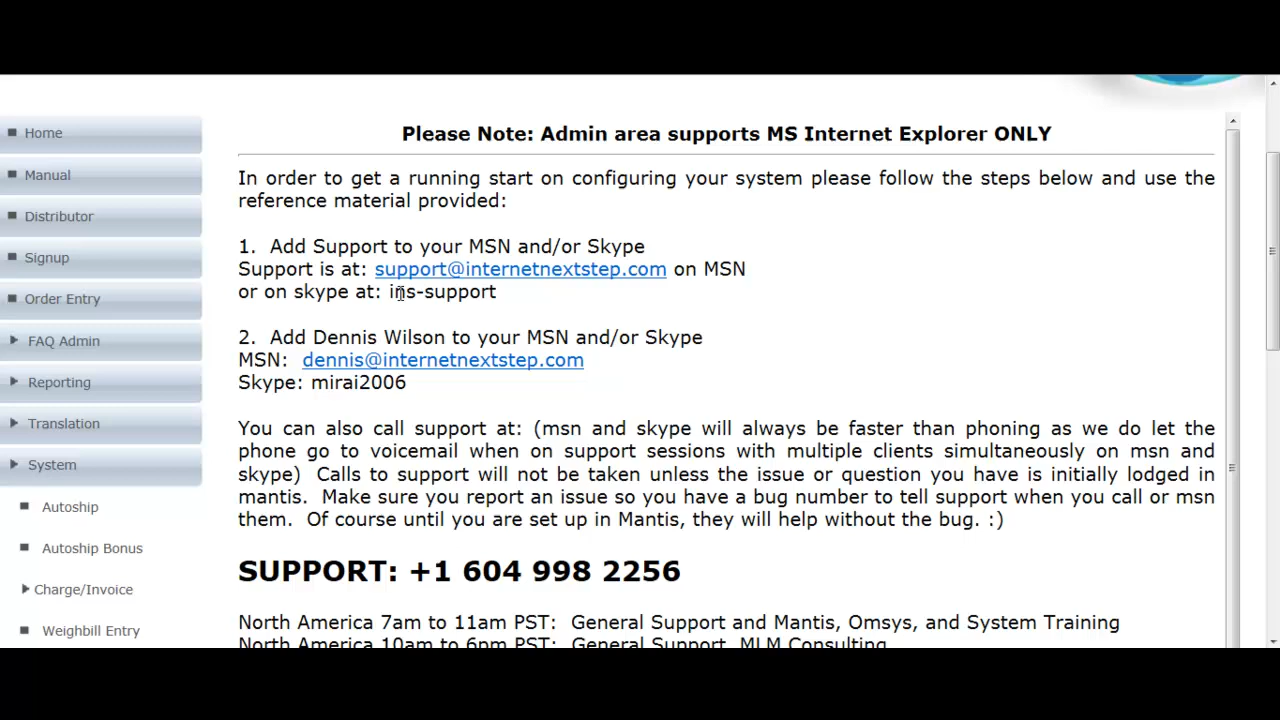 Please Note: Admin area supports MS Internet Explorer ONLY
Home
Manual
Distributor
Signup
Order Entry
FAQ Admin
Reporting
Translation
System
Autoship
Autoship Bonus
Charge/Invoice
Weighbill Entry
In order to get a running start on configuring your system please follow the steps below and use the
reference material provided:
1. Add Support to your MSN and/or Skype
Support is at: support@internetnextstep.com on MSN
or on skype at: ins-support
2. Add Dennis Wilson to your MSN and/or Skype
MSN: dennis@internetnextstep.com
Skype: mirai2006
You can also call support at: (msn and skype will always be faster than phoning as we do let the
phone go to voicemail when on support sessions with multiple clients simultaneously on msn and
skype) Calls to support will not be taken unless the issue or question you have is initially lodged in
mantis. Make sure you report an issue so you have a bug number to tell support when you call or msn
them. Of course until you are set up in Mantis, they will help without the bug. :)
SUPPORT: +1 604 998 2256
North America 7am to 11am PST: General Support and Mantis, Omsys, and System Training
North America 10am to 6pm PST: General Support, MLM Consulting